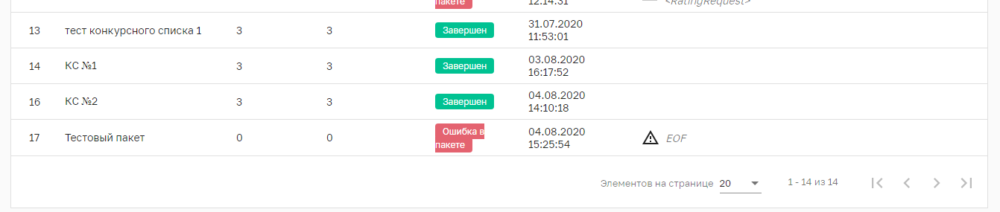 пакете 12:14:31 <RatingRequest>
13 тест конкурсного списка 1 3 3 Завершен 31.07.2020
11:53:01
14 КС №1 3 3 Завершен 03.08.2020
16:17:52
16 КС №2 3 3 Завершен 04.08.2020
14:10:18
17 Тестовый пакет 0 0 Ошибка в 04.08.2020 EOF
пакете 15:25:54
Элементов на странице 20 1 - 14 из 14